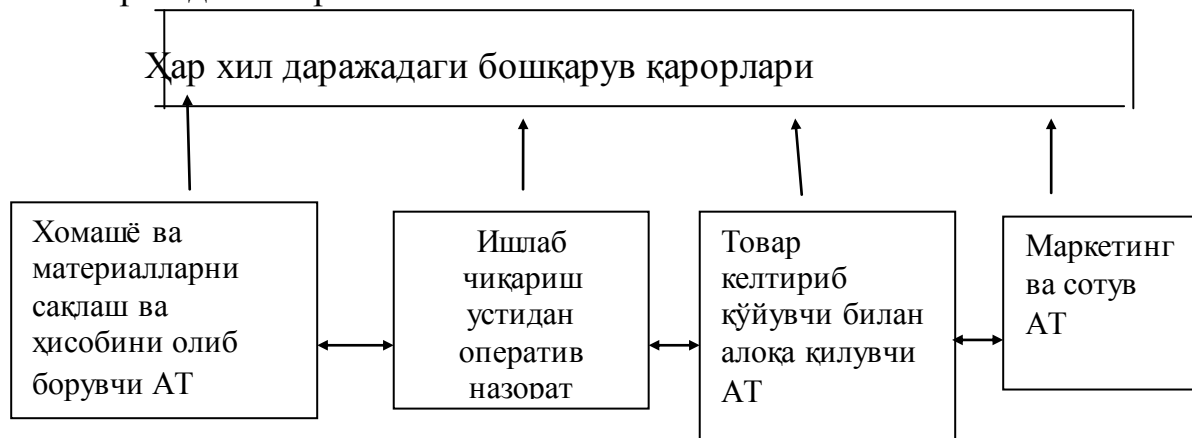 Ҳар хил даражадаги бошқарув қарорлари
Хомашё ва
материалларни
сақлаш ва
ҳисобини олиб
борувчи АТ
Ишлаб
чиқариш
устидан
оператив
назорат
Товар
келтириб
қўйувчи билан
алоқа қилувчи
АТ
Маркетинг
ва сотув
АТ